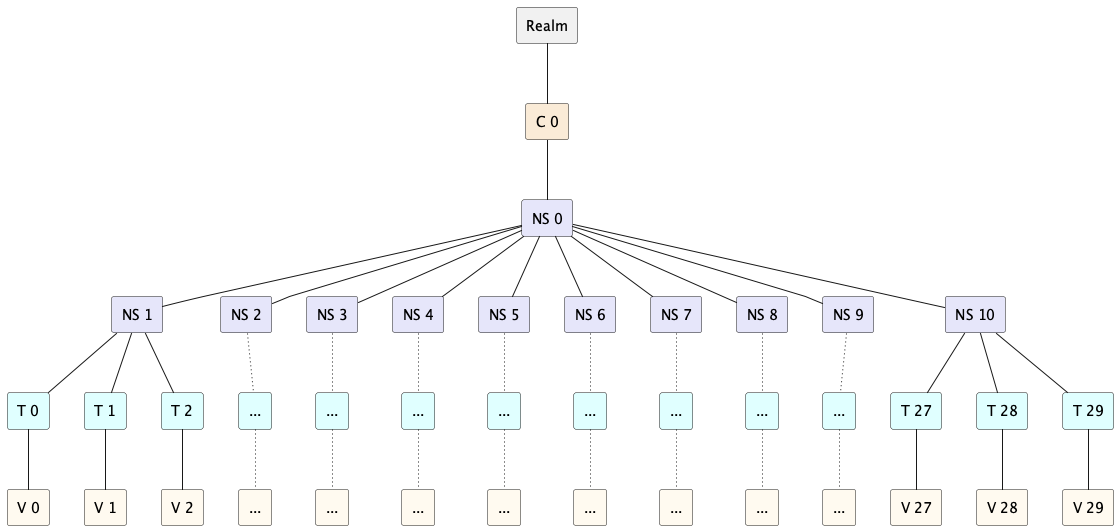 Realm
C 0
NS 0
NS 1 NS 2 NS 3 NS 4 NS 5 NS 6 NS 7 NS 8 NS 9 NS 10
T 0 T 1 T 2 ... ... ... ... ... ... ... ... T 27 T 28 T 29
V 0 V 1 V 2 ... ... ... ... ... ... ... ... V 27 V 28 V 29